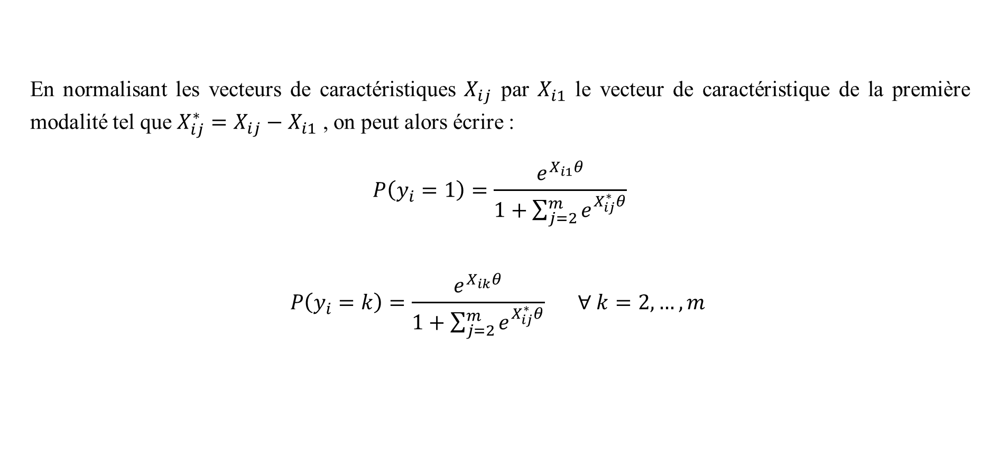 En normalisant les vecteurs de caractéristiques $X_{ij}$ par $X_{i1}$ le vecteur de caractéristique de la première
modalité tel que $X_{ij}^{*} = X_{ij} - X_{i1}$ , on peut alors écrire :
$P(y_i = 1) = \frac{e^{X_{i1}\theta}}{1 + \sum_{j=2}^{m} e^{X_{ij}^{*}\theta}}$
$P(y_i = k) = \frac{e^{X_{ik}\theta}}{1 + \sum_{j=2}^{m} e^{X_{ij}^{*}\theta}} \quad \forall\, k = 2, \ldots, m$